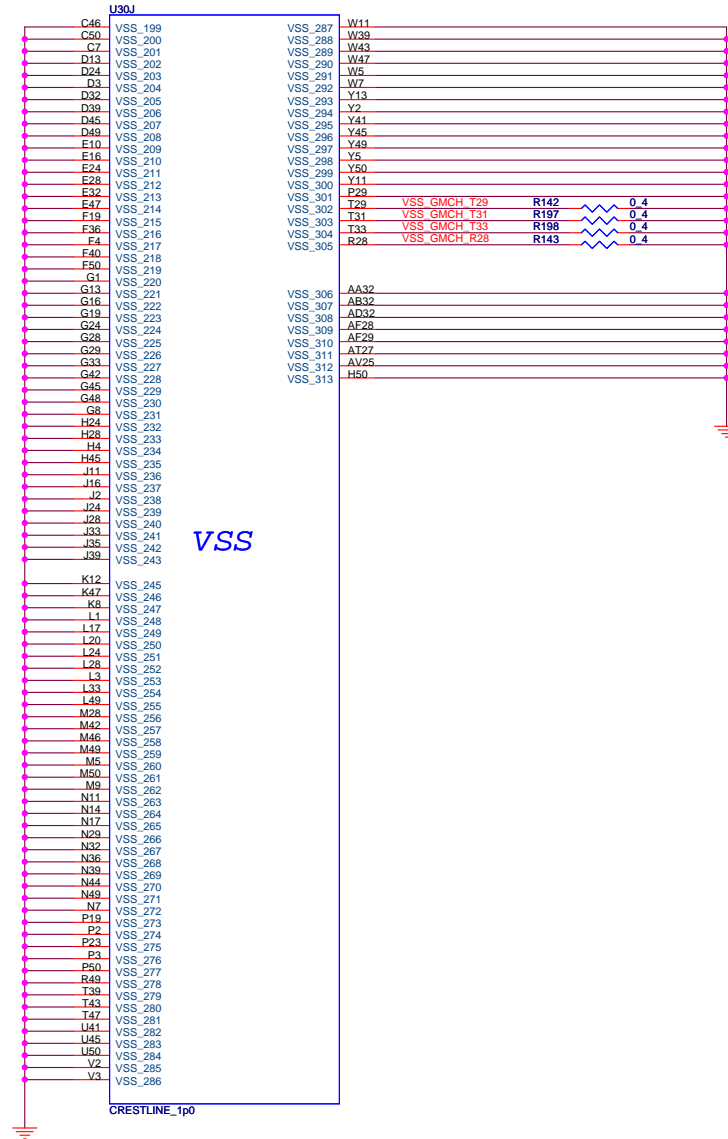 U30J
C46 VSS_199 VSS_287 W11
C50 VSS_200 VSS_288 W39
C7 VSS_201 VSS_289 W43
D13 VSS_202 VSS_290 W47
D24 VSS_203 VSS_291 W5
D3 VSS_204 VSS_292 W7
D32 VSS_205 VSS_293 Y13
D39 VSS_206 VSS_294 Y2
D45 VSS_207 VSS_295 Y41
D49 VSS_208 VSS_296 Y45
E10 VSS_209 VSS_297 Y49
E16 VSS_210 VSS_298 Y5
E24 VSS_211 VSS_299 Y50
E28 VSS_212 VSS_300 Y11
E32 VSS_213 VSS_301 P29
E47 VSS_214 VSS_302 T29 VSS_GMCH_T29 R142 0_4
F19 VSS_215 VSS_303 T31 VSS_GMCH_T31 R197 0_4
F36 VSS_216 VSS_304 T33 VSS_GMCH_T33 R198 0_4
F4 VSS_217 VSS_305 R28 VSS_GMCH_R28 R143 0_4
F40 VSS_218
F50 VSS_219
G1 VSS_220
G13 VSS_221 VSS_306 AA32
G16 VSS_222 VSS_307 AB32
G19 VSS_223 VSS_308 AD32
G24 VSS_224 VSS_309 AF28
G28 VSS_225 VSS_310 AF29
G29 VSS_226 VSS_311 AT27
G33 VSS_227 VSS_312 AV25
G42 VSS_228 VSS_313 H50
G45 VSS_229
G48 VSS_230
G8 VSS_231
H24 VSS_232
H28 VSS_233
H4 VSS_234
H45 VSS_235
J11 VSS_236
J16 VSS_237
J2 VSS_238
J24 VSS_239
J28 VSS_240
J33 VSS_241
J35 VSS_242
J39 VSS_243
VSS
K12 VSS_245
K47 VSS_246
K8 VSS_247
L1 VSS_248
L17 VSS_249
L20 VSS_250
L24 VSS_251
L28 VSS_252
L3 VSS_253
L33 VSS_254
L49 VSS_255
M28 VSS_256
M42 VSS_257
M46 VSS_258
M49 VSS_259
M5 VSS_260
M50 VSS_261
M9 VSS_262
N11 VSS_263
N14 VSS_264
N17 VSS_265
N29 VSS_266
N32 VSS_267
N36 VSS_268
N39 VSS_269
N44 VSS_270
N49 VSS_271
N7 VSS_272
P19 VSS_273
P2 VSS_274
P23 VSS_275
P3 VSS_276
P50 VSS_277
R49 VSS_278
T39 VSS_279
T43 VSS_280
T47 VSS_281
U41 VSS_282
U45 VSS_283
U50 VSS_284
V2 VSS_285
V3 VSS_286
CRESTLINE_1p0